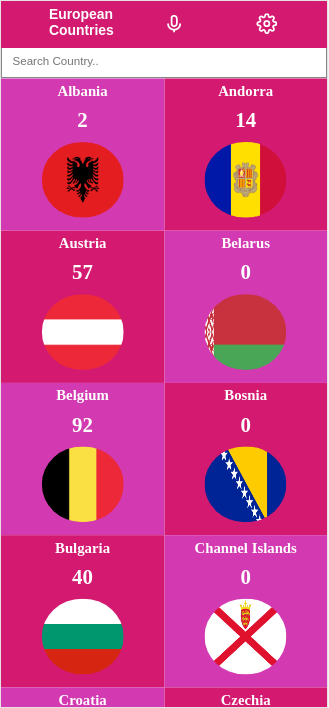 European
Countries
Search Country..
Albania
Andorra
2
14
Austria
Belarus
57
0
Belgium
Bosnia
92
0
Bulgaria
Channel Islands
40
0
Croatia
Czechia